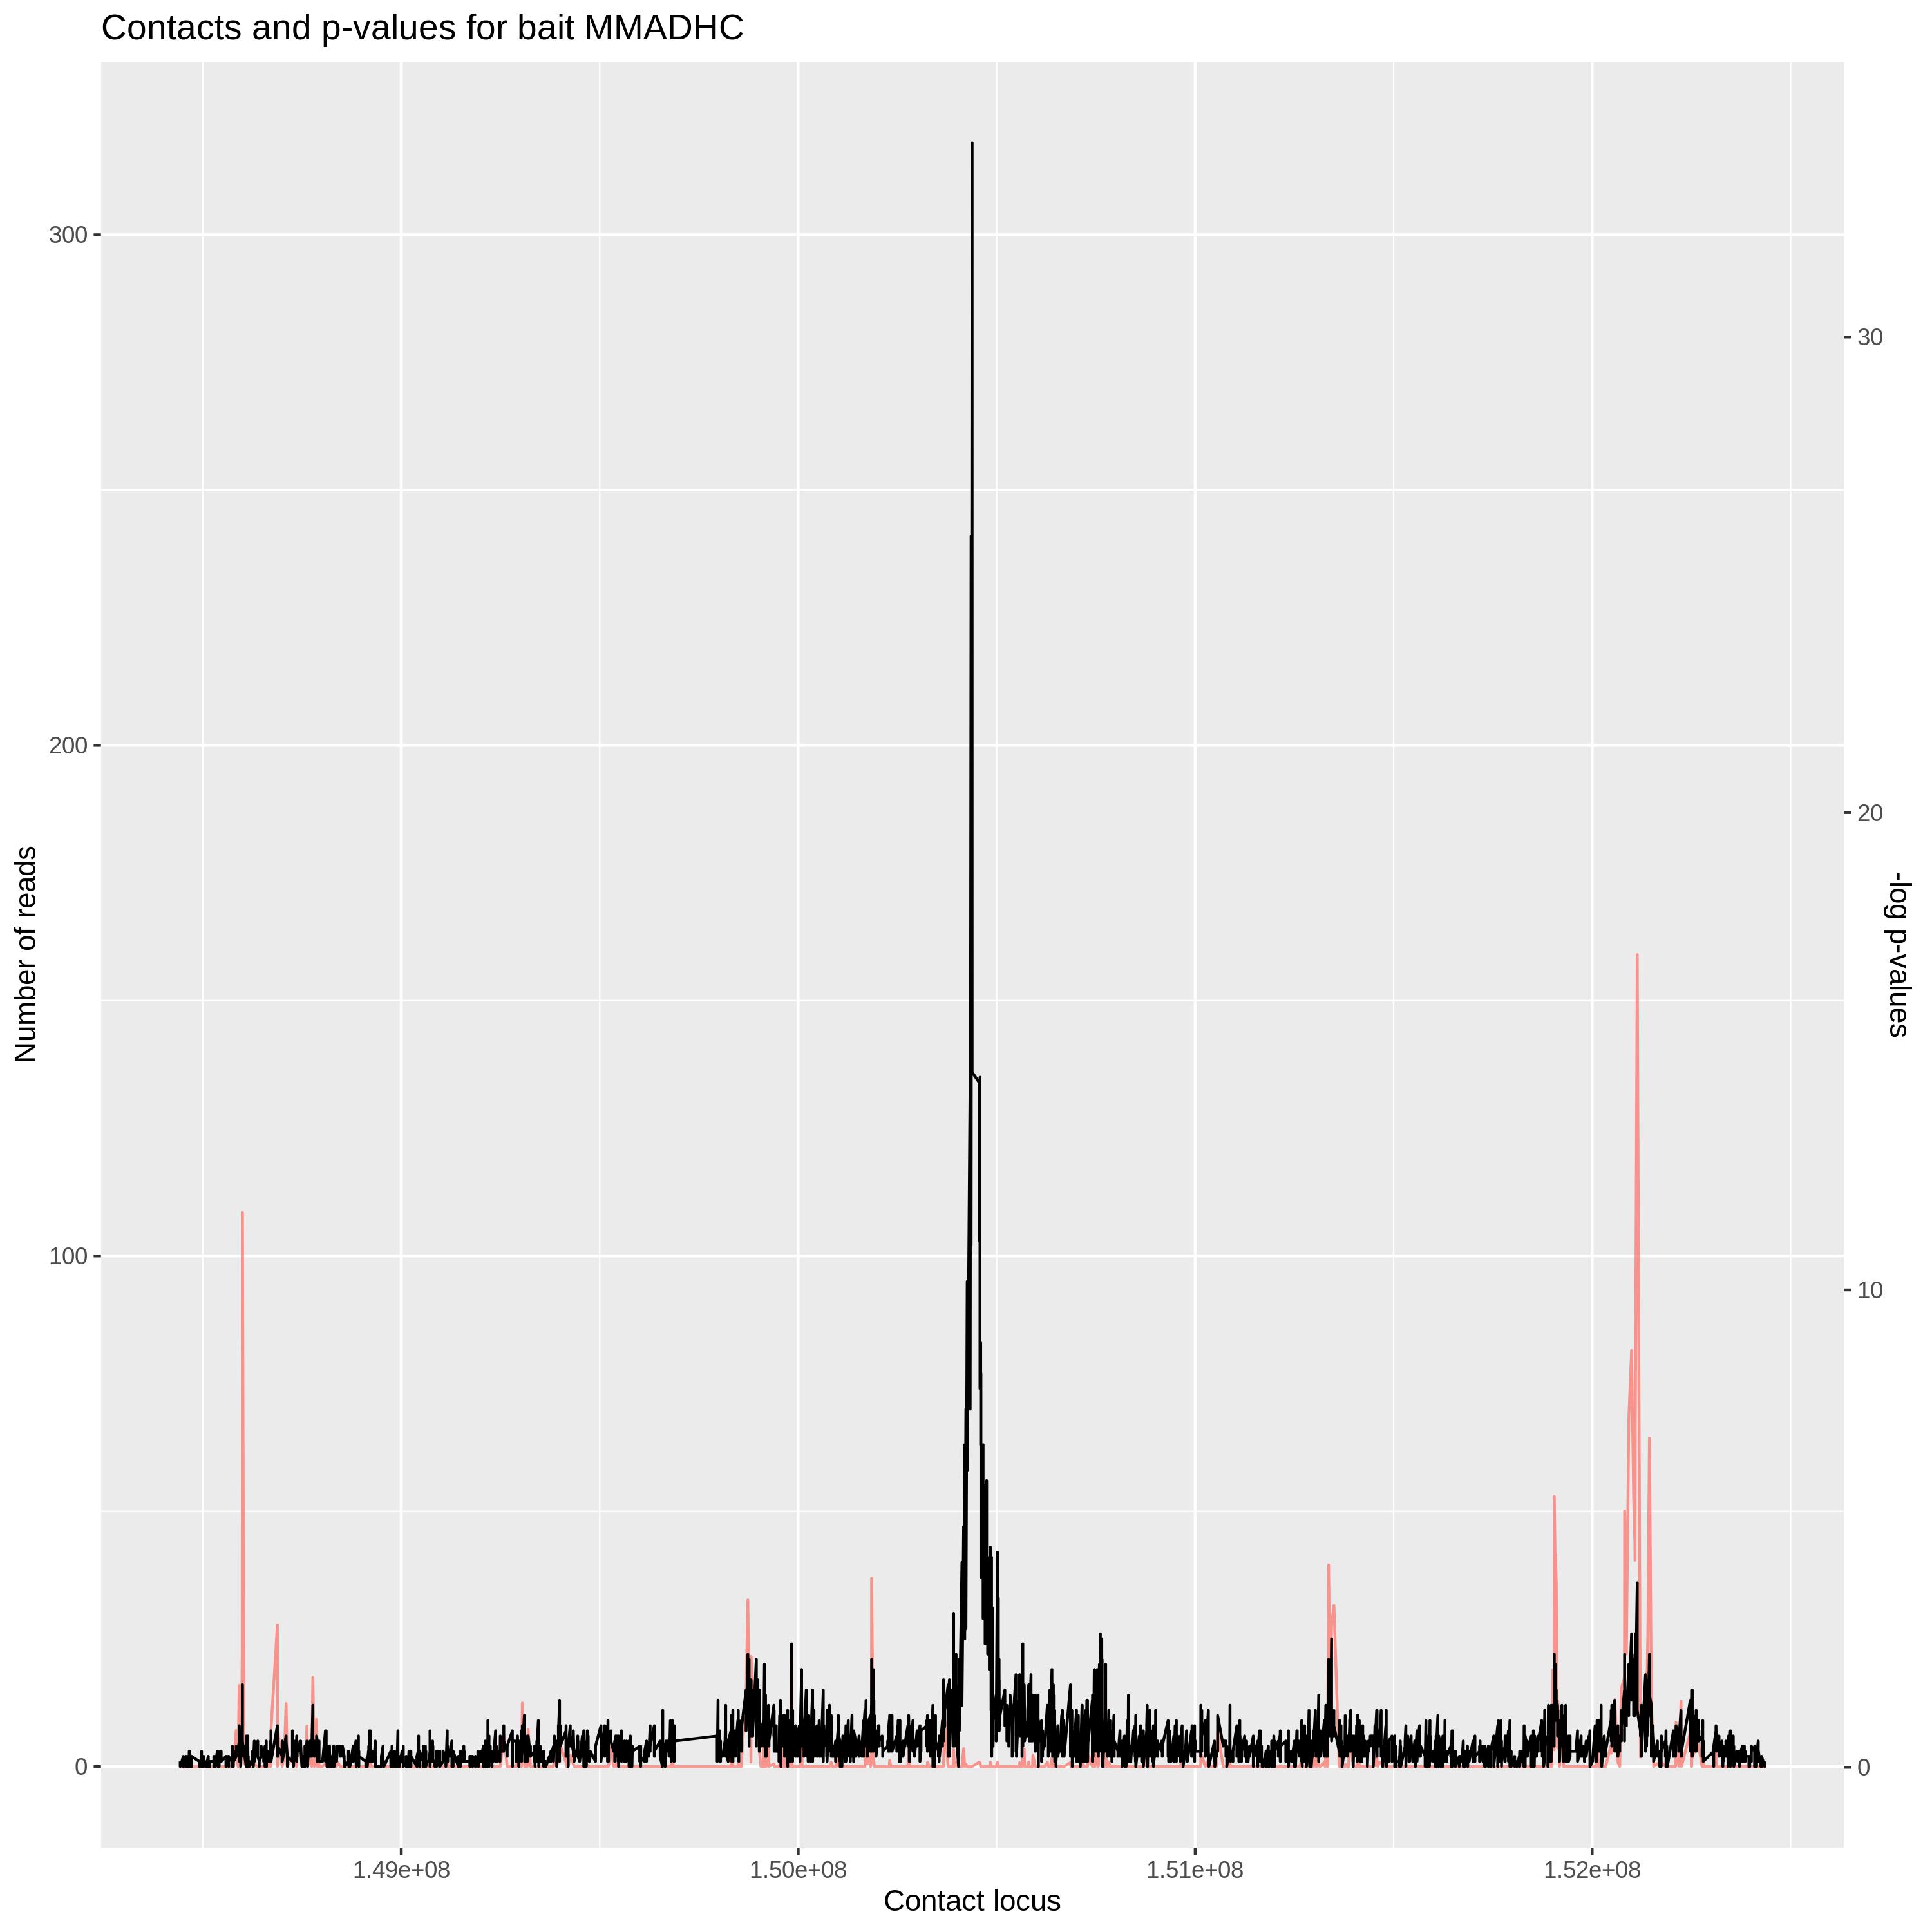 Contacts and p-values for bait MMADHC
300
200
100
0
Number of reads
30
20
10
0
-log p-values
1.49e+08
1.50e+08
1.51e+08
1.52e+08
Contact locus